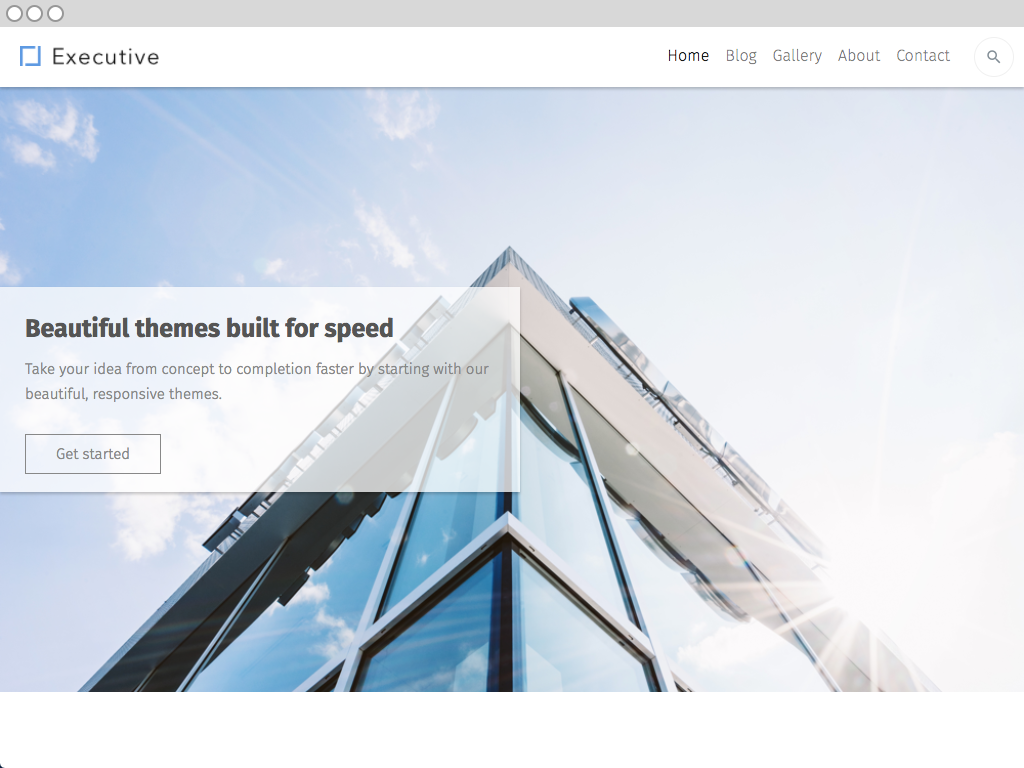 Executive
Home Blog Gallery About Contact
Beautiful themes built for speed
Take your idea from concept to completion faster by starting with our
beautiful, responsive themes.
Get started